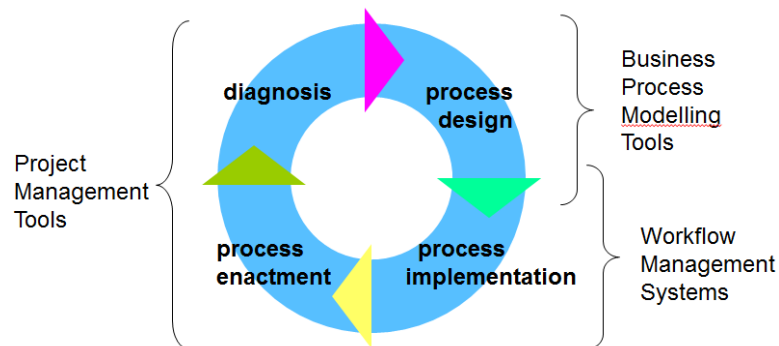 diagnosis
process
design
Business
Process
Modelling
Tools
Project
Management
Tools
process
enactment
process
implementation
Workflow
Management
Systems